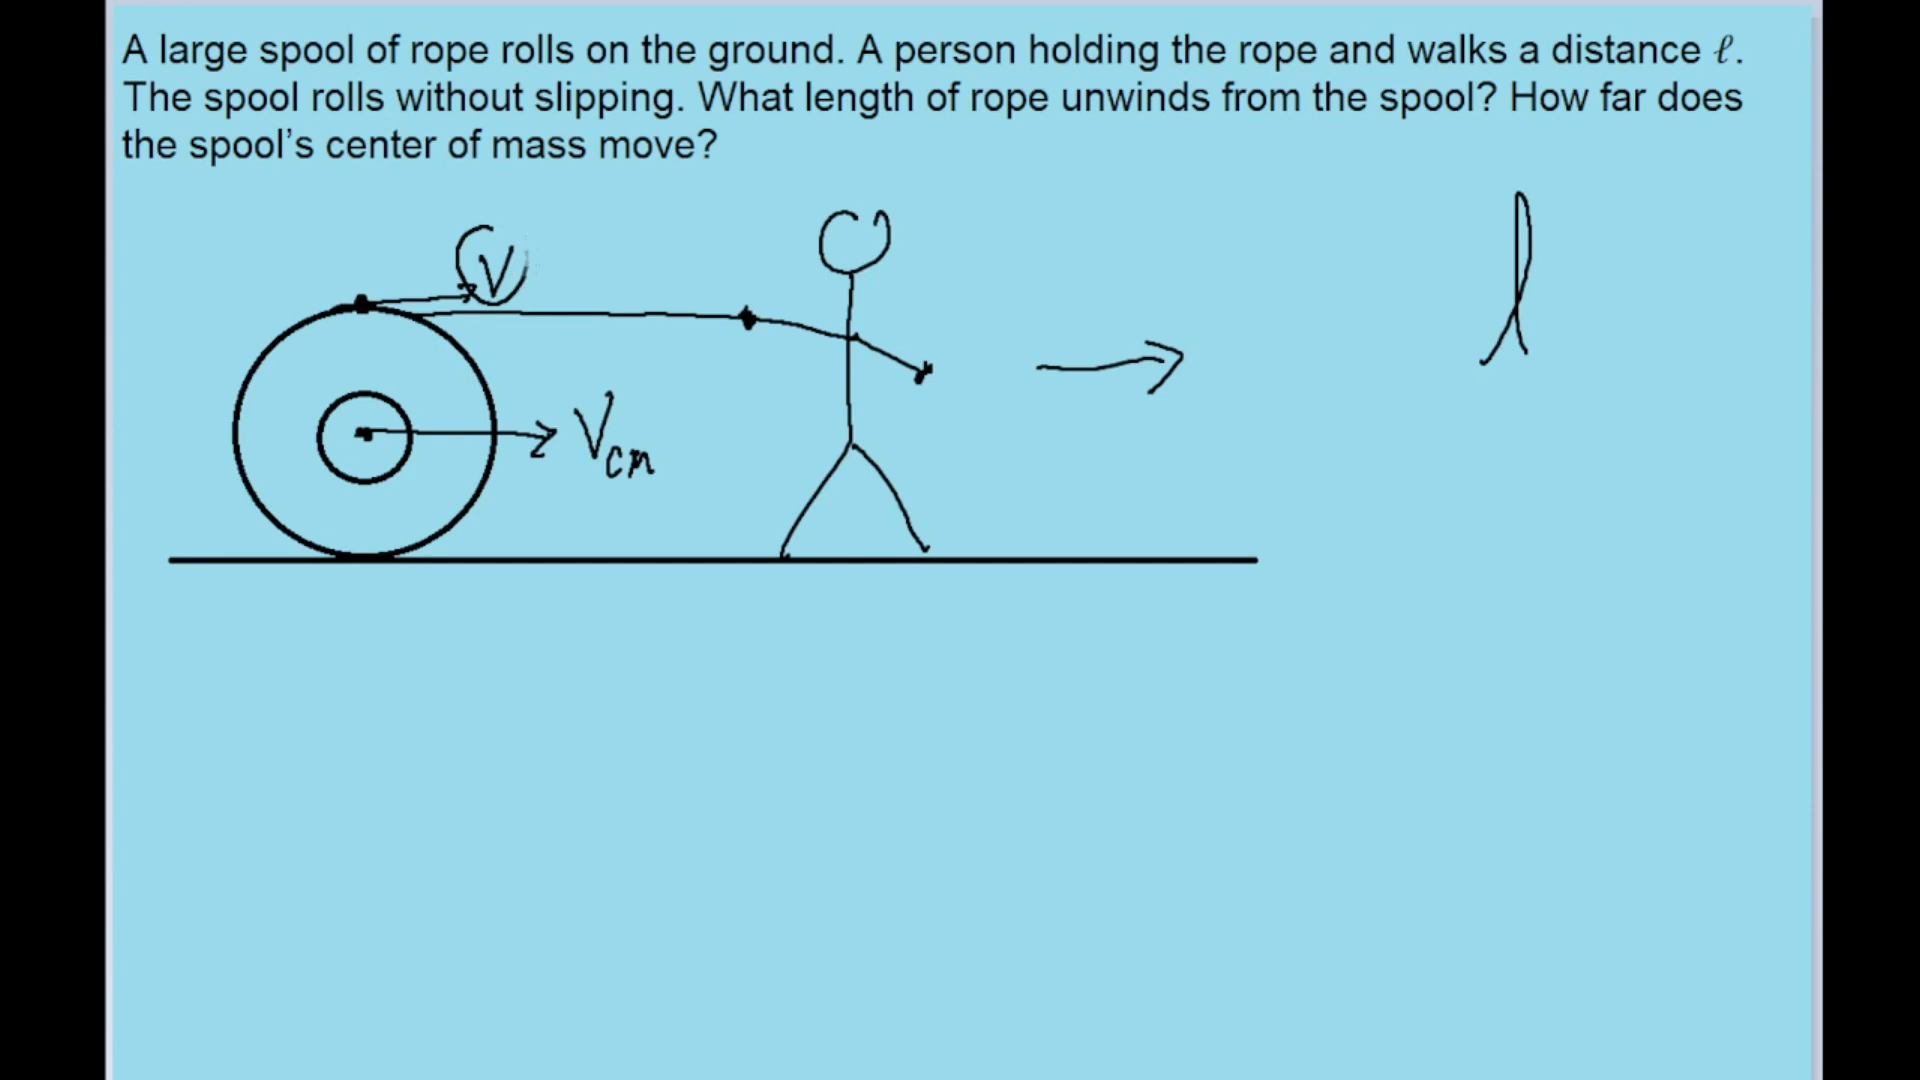 A large spool of rope rolls on the ground. A person holding the rope and walks a distance ℓ.
The spool rolls without slipping. What length of rope unwinds from the spool? How far does
the spool’s center of mass move?
l
V
Vcm